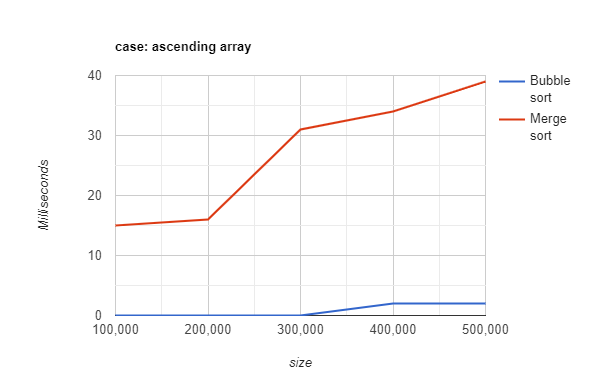 case: ascending array
40
30
20
10
0
Milliseconds
100,000 200,000 300,000 400,000 500,000
size
Bubble
sort
Merge
sort